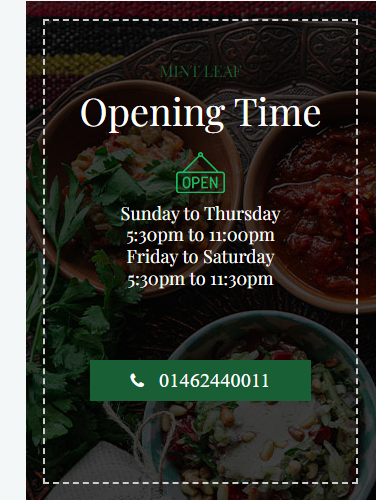 MINT LEAF
Opening Time
OPEN
Sunday to Thursday
5:30pm to 11:00pm
Friday to Saturday
5:30pm to 11:30pm
01462440011